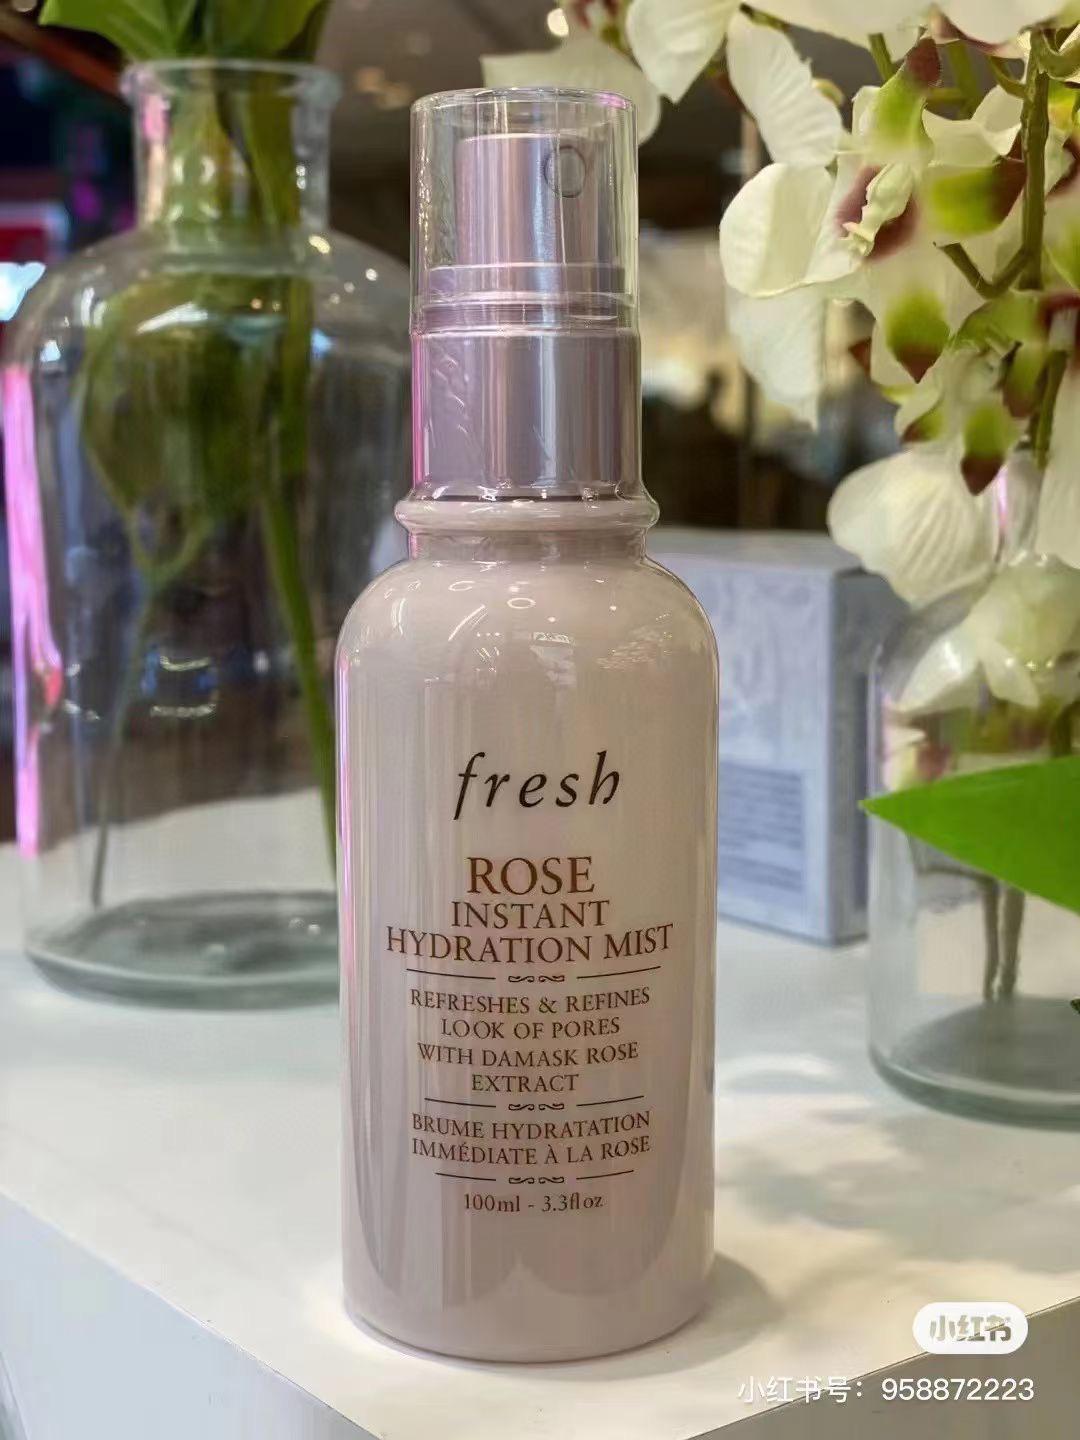 fresh
ROSE
INSTANT
HYDRATION MIST
REFRESHES & REFINES
LOOK OF PORES
WITH DAMASK ROSE
EXTRACT
BRUME HYDRATATION
IMMÉDIATE À LA ROSE
100ml - 3.3fl oz
小红书
小红书号：958872223